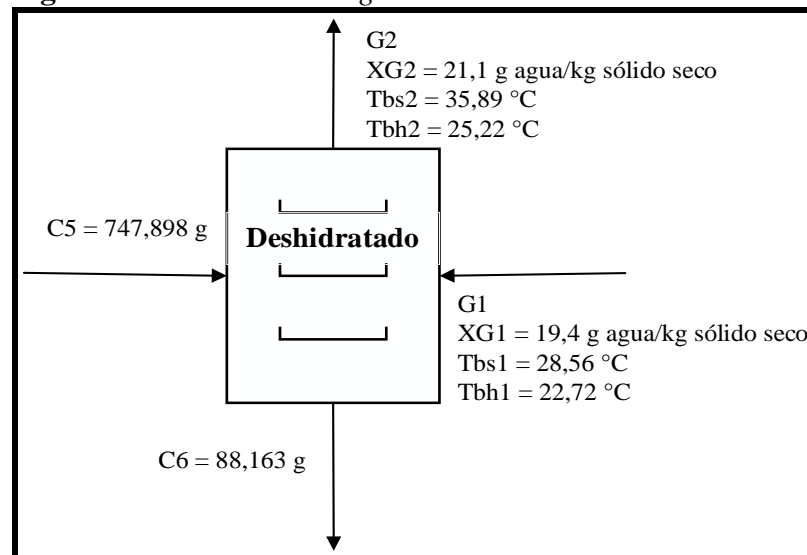 G2
XG2 = 21,1 g agua/kg sólido seco
Tbs2 = 35,89 °C
Tbh2 = 25,22 °C
C5 = 747,898 g
Deshidratado
G1
XG1 = 19,4 g agua/kg sólido seco
Tbs1 = 28,56 °C
Tbh1 = 22,72 °C
C6 = 88,163 g